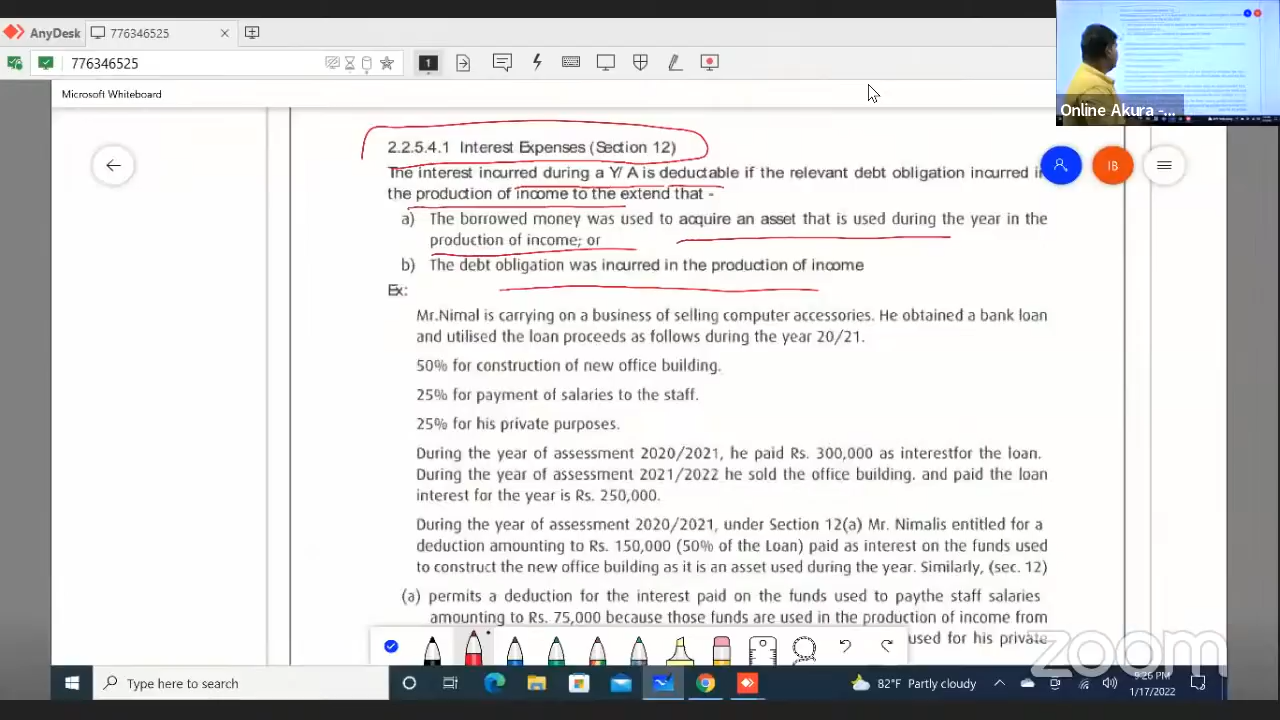 AnyDesk
776346525
776346525
1
Microsoft Whiteboard
Online Akura -...
IB
2.2.5.4.1 Interest Expenses (Section 12)
The interest incurred during a Y/ A is deductable if the relevant debt obligation incurred in
the production of income to the extend that -
a) The borrowed money was used to acquire an asset that is used during the year in the
production of income; or
b) The debt obligation was incurred in the production of income
Ex:
Mr.Nimal is carrying on a business of selling computer accessories. He obtained a bank loan
and utilised the loan proceeds as follows during the year 20/21.
50% for construction of new office building.
25% for payment of salaries to the staff.
25% for his private purposes.
During the year of assessment 2020/2021, he paid Rs. 300,000 as interestfor the loan.
During the year of assessment 2021/2022 he sold the office building, and paid the loan
interest for the year is Rs. 250,000.
During the year of assessment 2020/2021, under Section 12(a) Mr. Nimalis entitled for a
deduction amounting to Rs. 150,000 (50% of the Loan) paid as interest on the funds used
to construct the new office building as it is an asset used during the year. Similarly, (sec. 12)
(a) permits a deduction for the interest paid on the funds used to paythe staff salaries
amounting to Rs. 75,000 because those funds are used in the production of income from
used for his private
zoom
Type here to search
82°F Partly cloudy
9:26 PM
1/17/2022